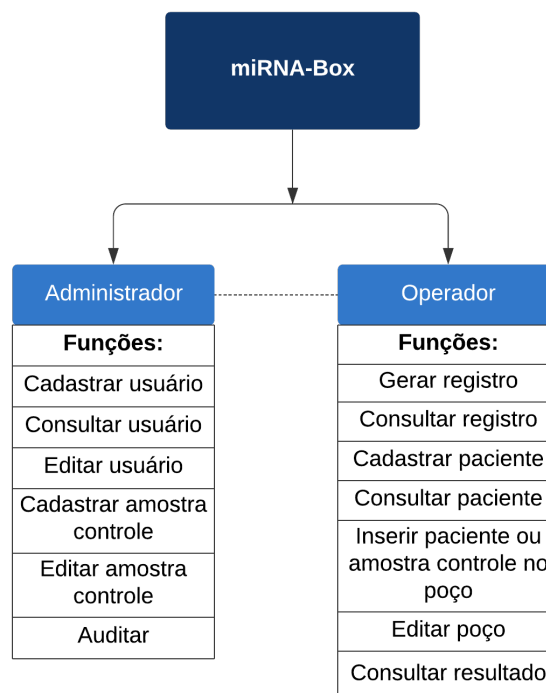 miRNA-Box
Administrador
Funções:
Cadastrar usuário
Consultar usuário
Editar usuário
Cadastrar amostra
controle
Editar amostra
controle
Auditar
Operador
Funções:
Gerar registro
Consultar registro
Cadastrar paciente
Consultar paciente
Inserir paciente ou
amostra controle no
poço
Editar poço
Consultar resultado